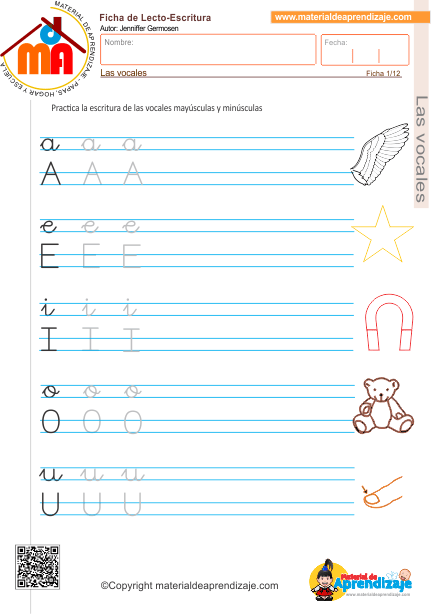 MATERIAL DE APRENDIZAJE - PAPAS, HOGAR Y ESCUELA
dMA
Ficha de Lecto-Escritura
www.materialdeaprendizaje.com
Autor: Jenniffer Germosen
Nombre:
Fecha:
Las vocales
Ficha 1/12
Las vocales
Practica la escritura de las vocales mayúsculas y minúsculas
a a a
A A A
e e e
E E E
i i i
I I I
o o o
O O O
u u u
U U U
©Copyright materialdeaprendizaje.com
Material de
Aprendizaje
www.materialdeaprendizaje.com